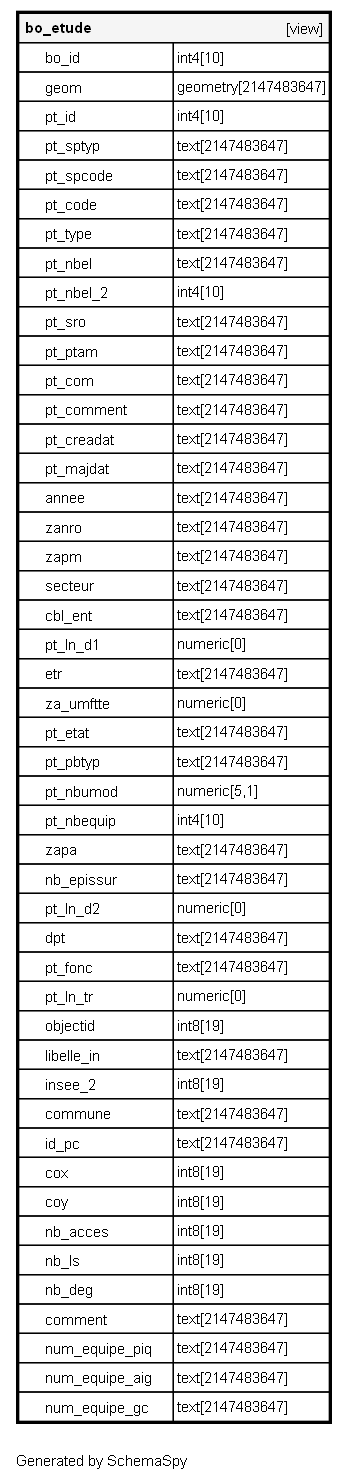 bo_etude [view]
bo_id int4[10]
geom geometry[2147483647]
pt_id int4[10]
pt_sptyp text[2147483647]
pt_spcode text[2147483647]
pt_code text[2147483647]
pt_type text[2147483647]
pt_nbel text[2147483647]
pt_nbel_2 int4[10]
pt_sro text[2147483647]
pt_ptam text[2147483647]
pt_com text[2147483647]
pt_comment text[2147483647]
pt_creadat text[2147483647]
pt_majdat text[2147483647]
annee text[2147483647]
zanro text[2147483647]
zapm text[2147483647]
secteur text[2147483647]
cbl_ent text[2147483647]
pt_ln_d1 numeric[0]
etr text[2147483647]
za_umftte numeric[0]
pt_etat text[2147483647]
pt_pbtyp text[2147483647]
pt_nbumod numeric[5,1]
pt_nbequip int4[10]
zapa text[2147483647]
nb_epissur text[2147483647]
pt_ln_d2 numeric[0]
dpt text[2147483647]
pt_fonc text[2147483647]
pt_ln_tr numeric[0]
objectid int8[19]
libelle_in text[2147483647]
insee_2 int8[19]
commune text[2147483647]
id_pc text[2147483647]
cox int8[19]
coy int8[19]
nb_acces int8[19]
nb_ls int8[19]
nb_deg int8[19]
comment text[2147483647]
num_equipe_piq text[2147483647]
num_equipe_aig text[2147483647]
num_equipe_gc text[2147483647]
Generated by SchemaSpy